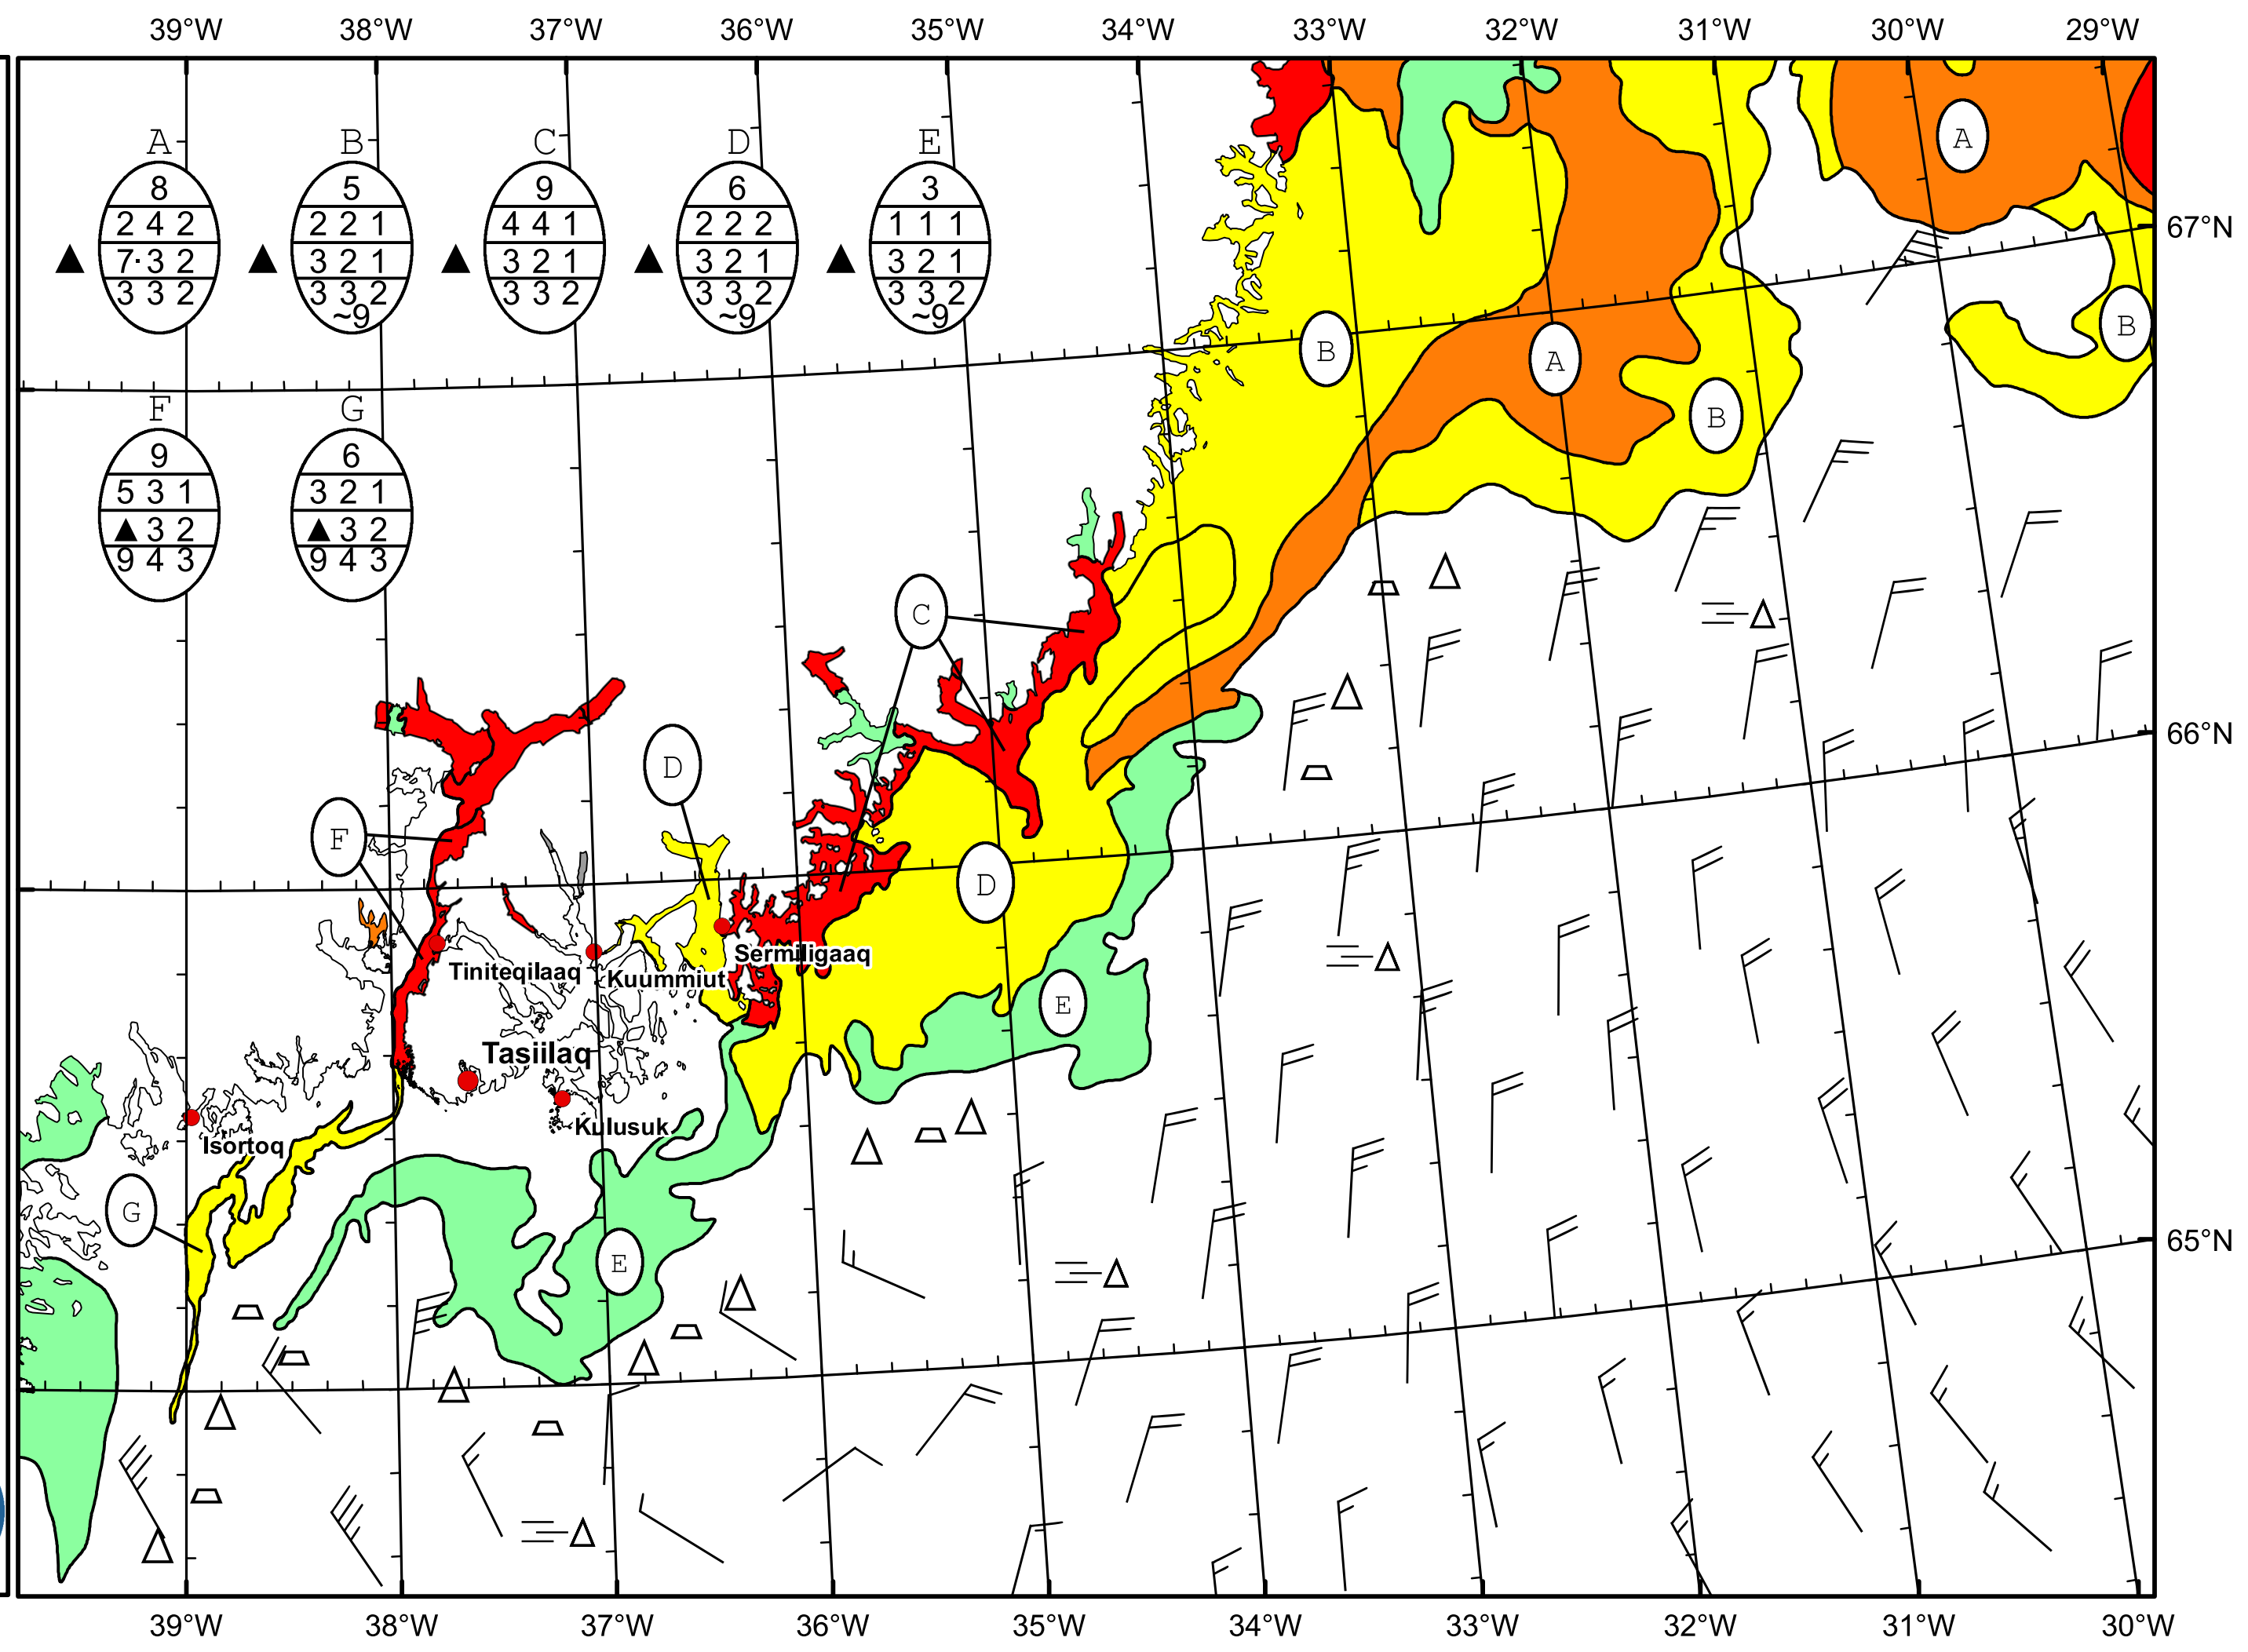 39°W 38°W 37°W 36°W 35°W 34°W 33°W 32°W 31°W 30°W 29°W
A B C D E
8 5 9 6 3
2 4 2 2 2 1 4 4 1 2 2 2 1 1 1
▲ 7· 3 2 ▲ 3 2 1 ▲ 3 2 1 ▲ 3 2 1 ▲ 3 2 1
3 3 2 3 3 2 3 3 2 3 3 2 3 3 2
~9 ~9 ~9
A
67°N
B
B
A
F G
B
9 6
5 3 1 3 2 1
▲ 3 2 ▲ 3 2
9 4 3 9 4 3
C
66°N
D
F
D
Sermiligaaq
Tiniteqilaaq
Kuummiut
E
Tasiilaq
Kulusuk
Isortoq
G
65°N
E
39°W 38°W 37°W 36°W 35°W 34°W 33°W 32°W 31°W 30°W